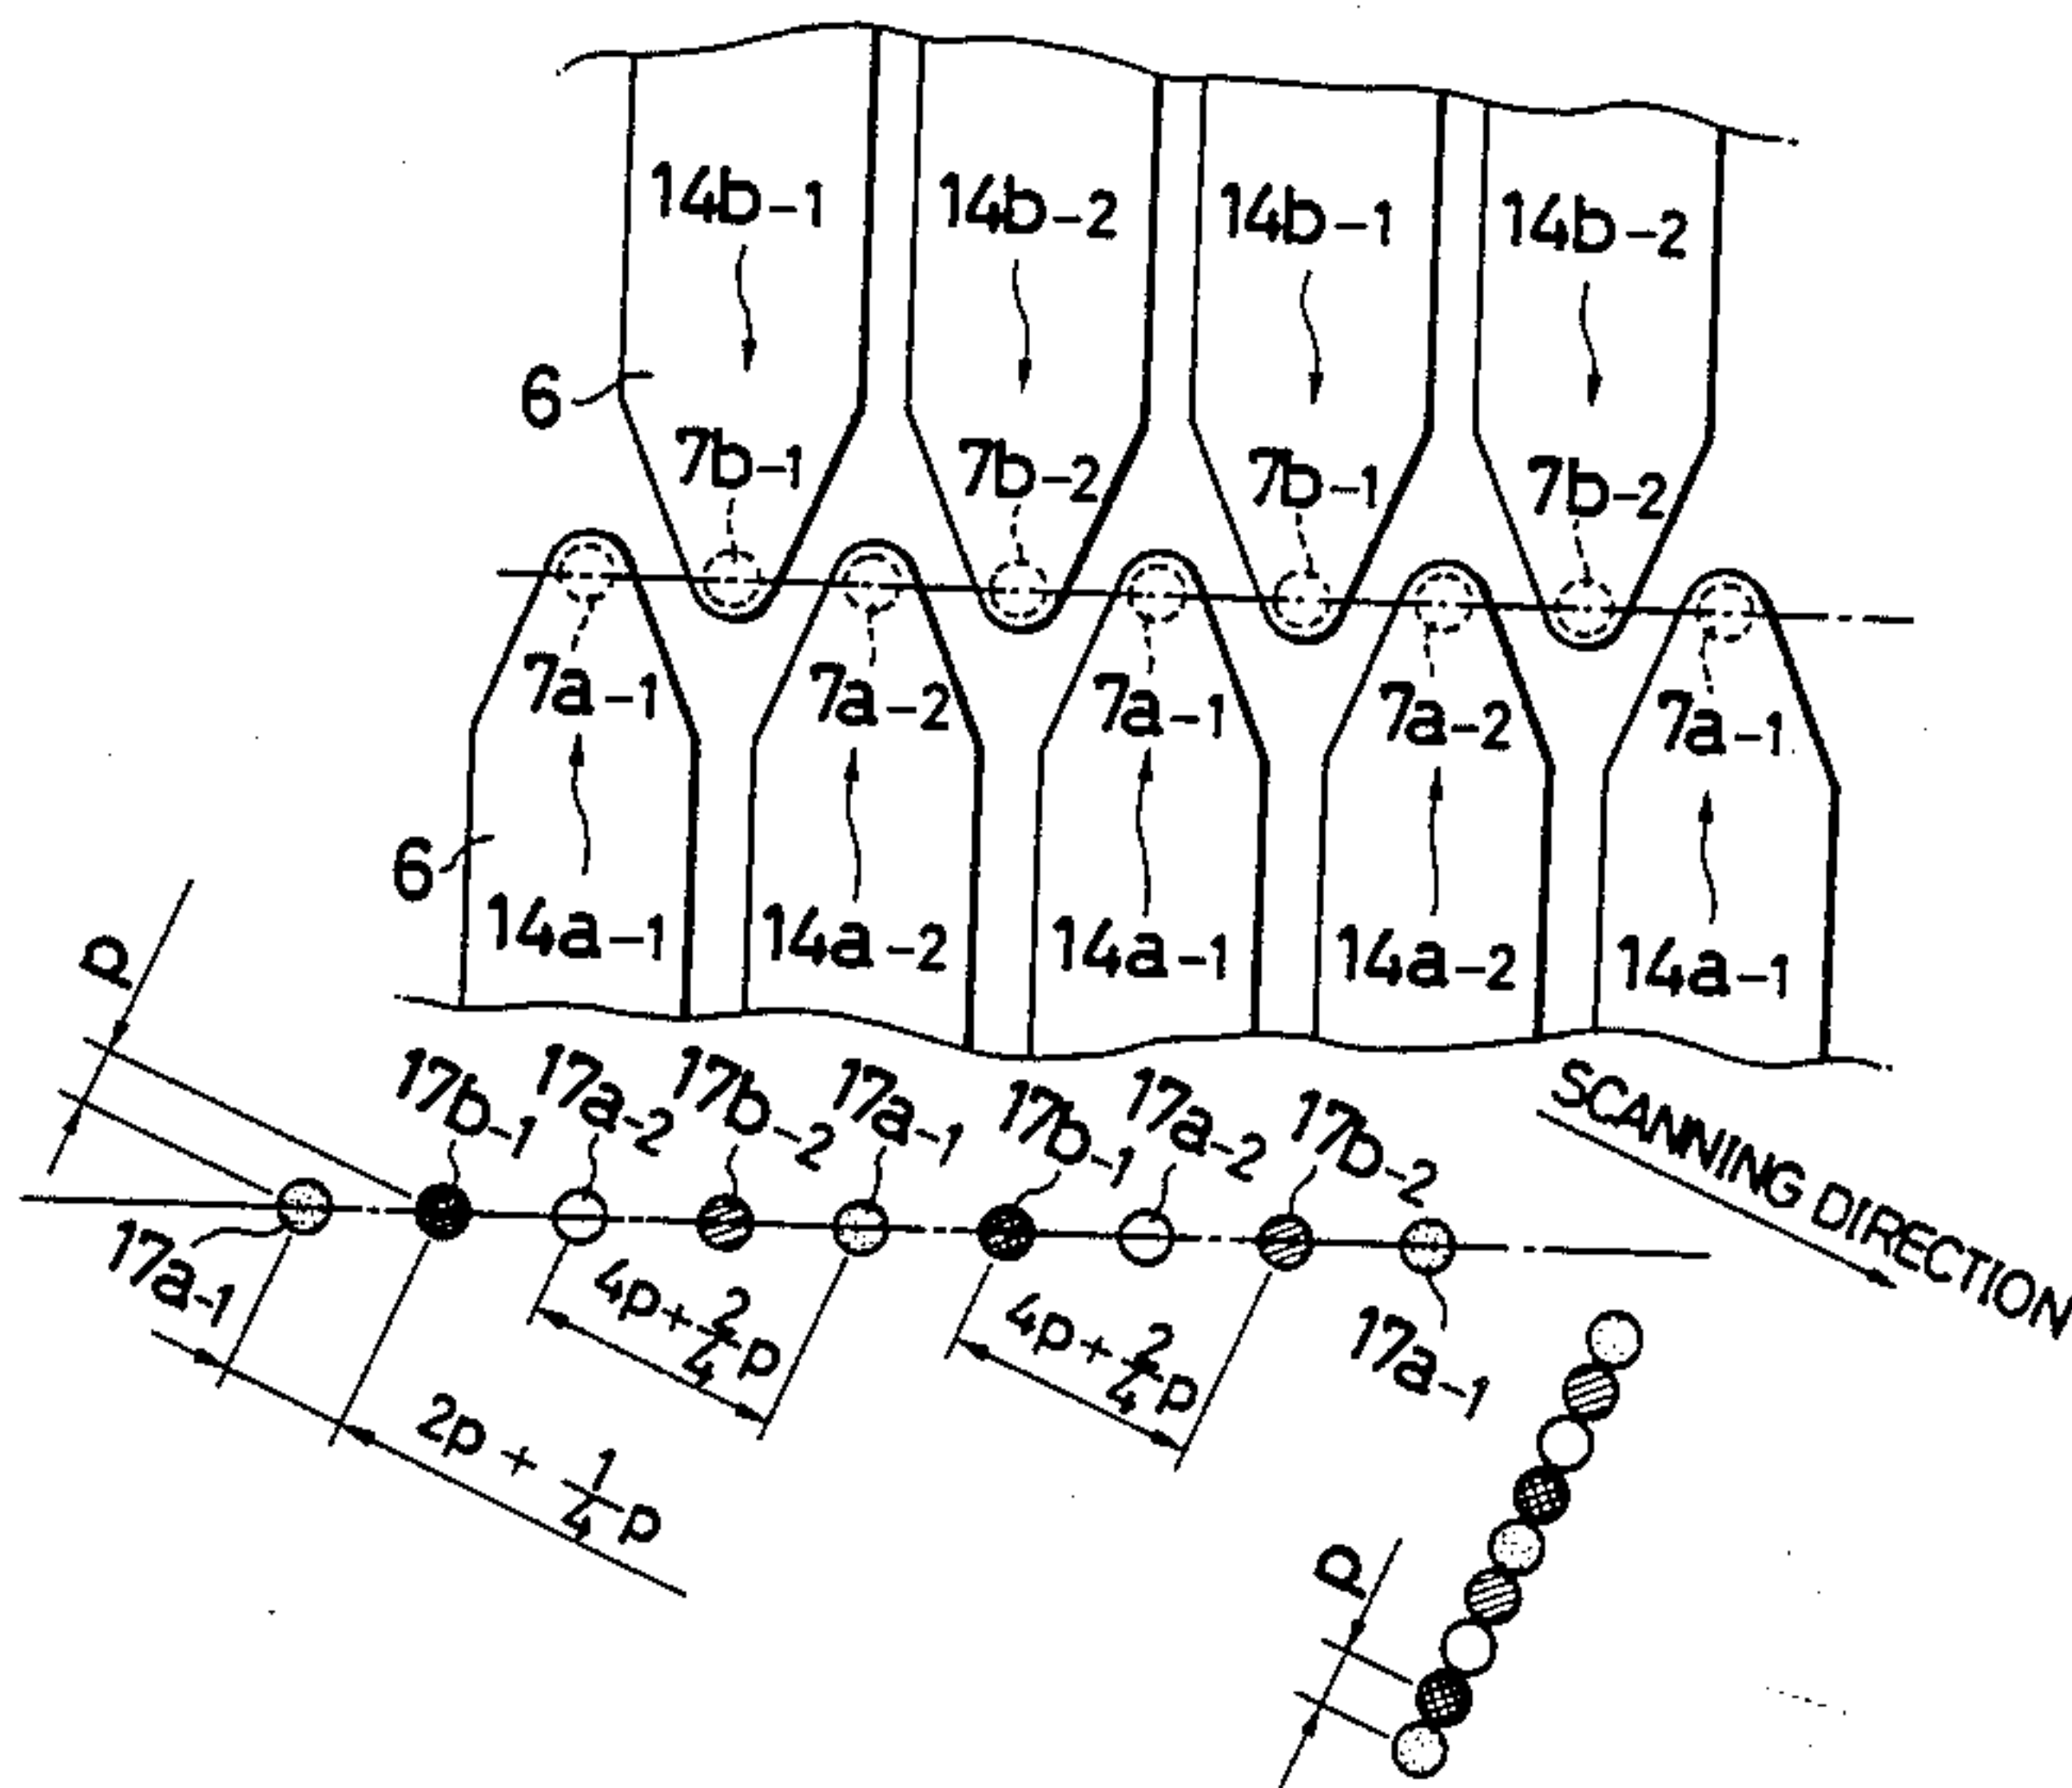 14b-1 14b-2 14b-1 14b-2
6
7b-1 7b-2 7b-1 7b-2
7a-1 7a-2 7a-1 7a-2 7a-1
6
14a-1 14a-2 14a-1 14a-2 14a-1
p
17b-1 17a-2 17b-2 17a-1 17b-1 17a-2 17b-2
SCANNING DIRECTION
17a-1
4p+2/4p
4p+2/4p
17a-1
2p+1/4p
p